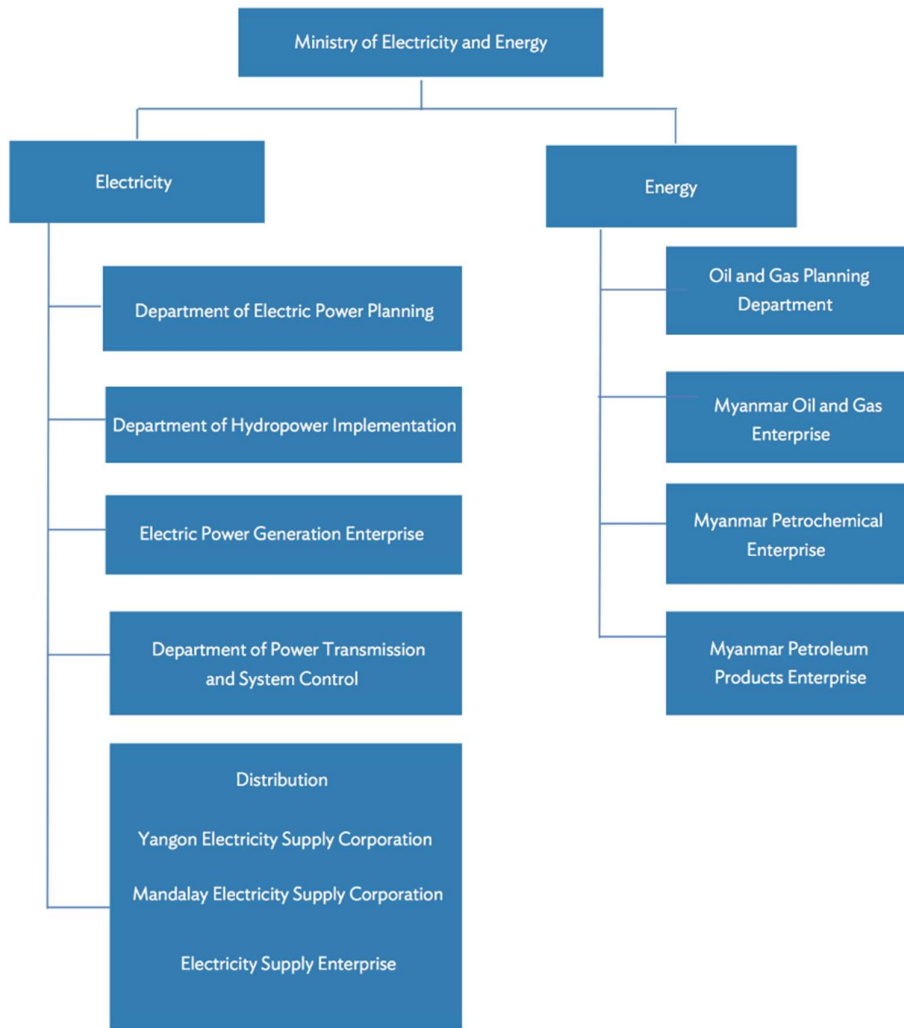 Ministry of Electricity and Energy
Electricity
Energy
Department of Electric Power Planning
Department of Hydropower Implementation
Electric Power Generation Enterprise
Department of Power Transmission
and System Control
Distribution
Yangon Electricity Supply Corporation
Mandalay Electricity Supply Corporation
Electricity Supply Enterprise
Oil and Gas Planning
Department
Myanmar Oil and Gas
Enterprise
Myanmar Petrochemical
Enterprise
Myanmar Petroleum
Products Enterprise